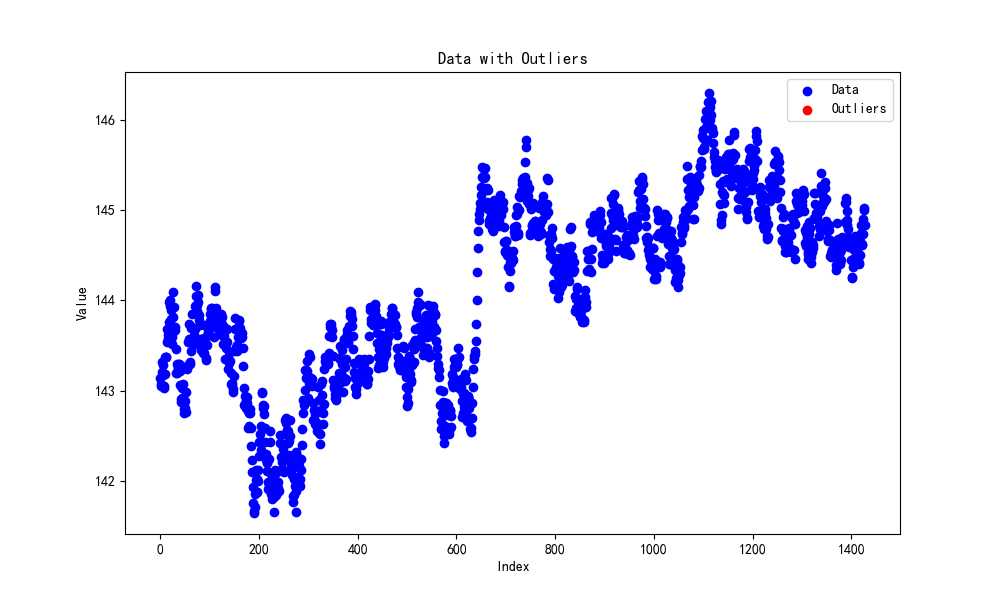 Data with Outliers
Data
Outliers
146
145
144
143
142
Value
0 200 400 600 800 1000 1200 1400
Index